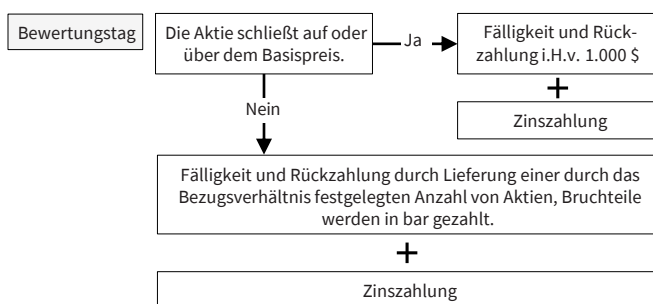 Bewertungstag
Die Aktie schließt auf oder
über dem Basispreis.
Ja
Fälligkeit und Rück-
zahlung i.H.v. 1.000 $
+
Zinszahlung
Nein
Fälligkeit und Rückzahlung durch Lieferung einer durch das
Bezugsverhältnis festgelegten Anzahl von Aktien, Bruchteile
werden in bar gezahlt.
+
Zinszahlung